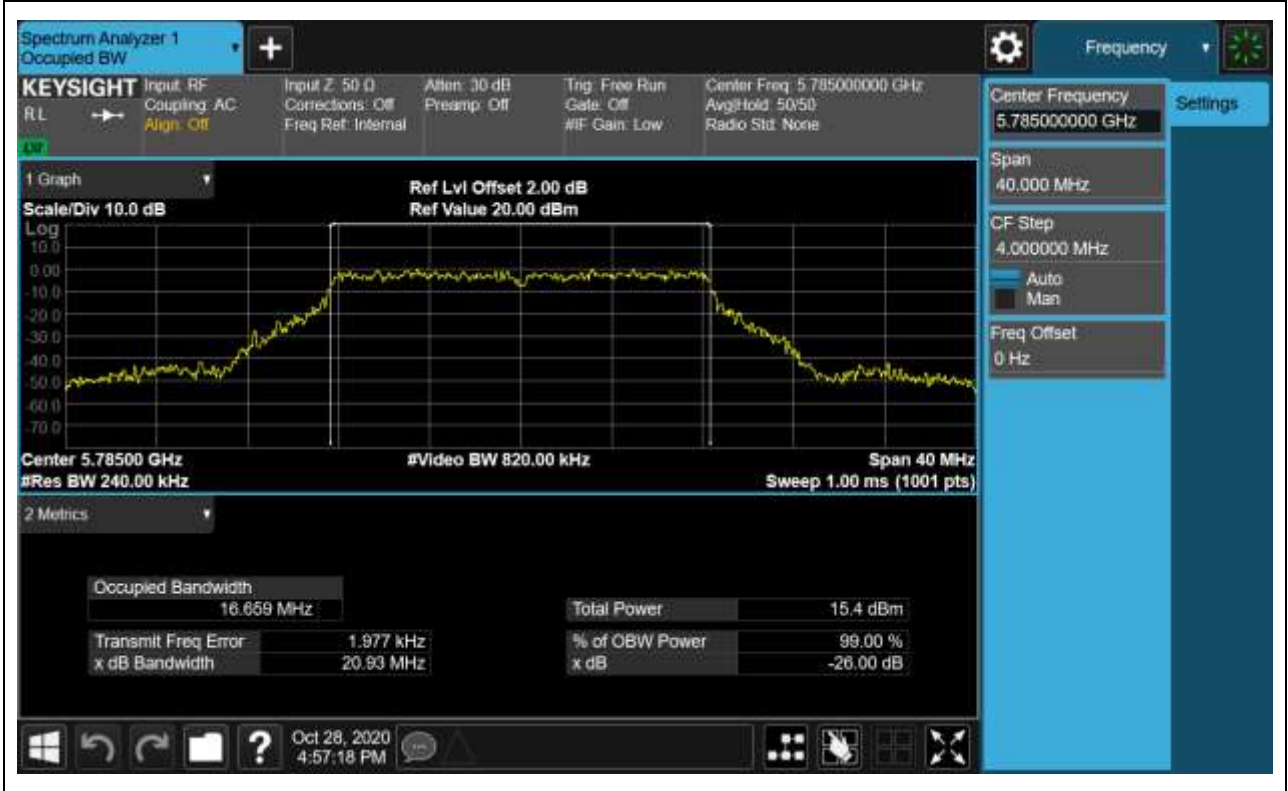 Spectrum Analyzer 1
Occupied BW
+
Frequency
KEYSIGHT
RL
Input: RF
Coupling: AC
Align: Off
Input Z: 50 Ω
Corrections: Off
Freq Ref: Internal
Atten: 30 dB
Preamp: Off
Trig: Free Run
Gate: Off
#IF Gain: Low
Center Freq: 5.785000000 GHz
Avg|Hold: 50/50
Radio Std: None
Center Frequency
5.785000000 GHz
Settings
Span
40.000 MHz
CF Step
4.000000 MHz
Auto
Man
Freq Offset
0 Hz
1 Graph
Scale/Div 10.0 dB
Ref Lvl Offset 2.00 dB
Ref Value 20.00 dBm
Log
10.0
0.00
-10.0
-20.0
-30.0
-40.0
-50.0
-60.0
-70.0
Center 5.78500 GHz
#Video BW 820.00 kHz
Span 40 MHz
#Res BW 240.00 kHz
Sweep 1.00 ms (1001 pts)
2 Metrics
Occupied Bandwidth
16.659 MHz
Total Power 15.4 dBm
Transmit Freq Error 1.977 kHz
% of OBW Power 99.00 %
x dB Bandwidth 20.93 MHz
x dB -26.00 dB
?
Oct 28, 2020
4:57:18 PM